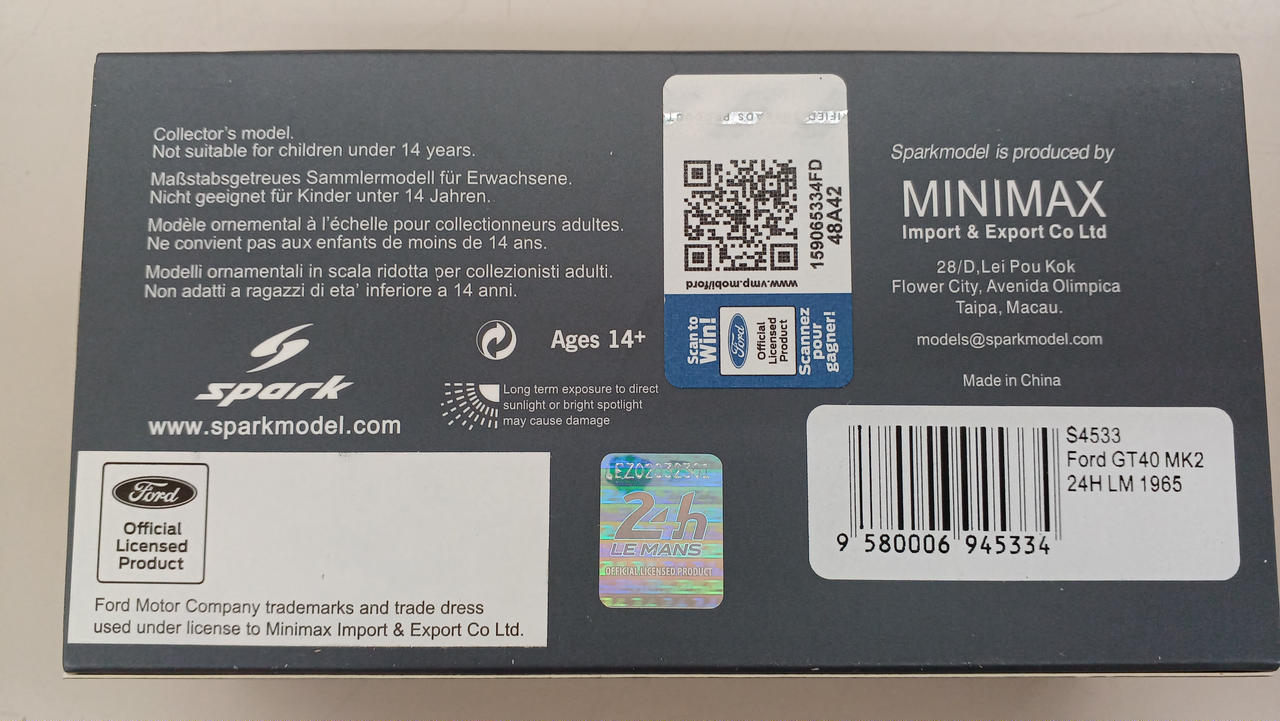 Collector's model.
Not suitable for children under 14 years.
Maßstabsgetreues Sammlermodell für Erwachsene.
Nicht geeignet für Kinder unter 14 Jahren.
Modèle ornemental à l'échelle pour collectionneurs adultes.
Ne convient pas aux enfants de moins de 14 ans.
Modelli ornamentali in scala ridotta per collezionisti adulti.
Non adatti a ragazzi di eta' inferiore a 14 anni.
spark
www.sparkmodel.com
Ages 14+
Long term exposure to direct
sunlight or bright spotlight
may cause damage
Ford
Official
Licensed
Product
Ford Motor Company trademarks and trade dress
used under license to Minimax Import & Export Co Ltd.
159065334FD
48A42
www.vmp.mobi/ford
Scan to
Win!
Ford
Official
Licensed
Product
Scannez
pour
gagner!
24h
LE MANS
OFFICIAL LICENSED PRODUCT
Sparkmodel is produced by
MINIMAX
Import & Export Co Ltd
28/D,Lei Pou Kok
Flower City, Avenida Olimpica
Taipa, Macau.
models@sparkmodel.com
Made in China
S4533
Ford GT40 MK2
24H LM 1965
9 580006 945334